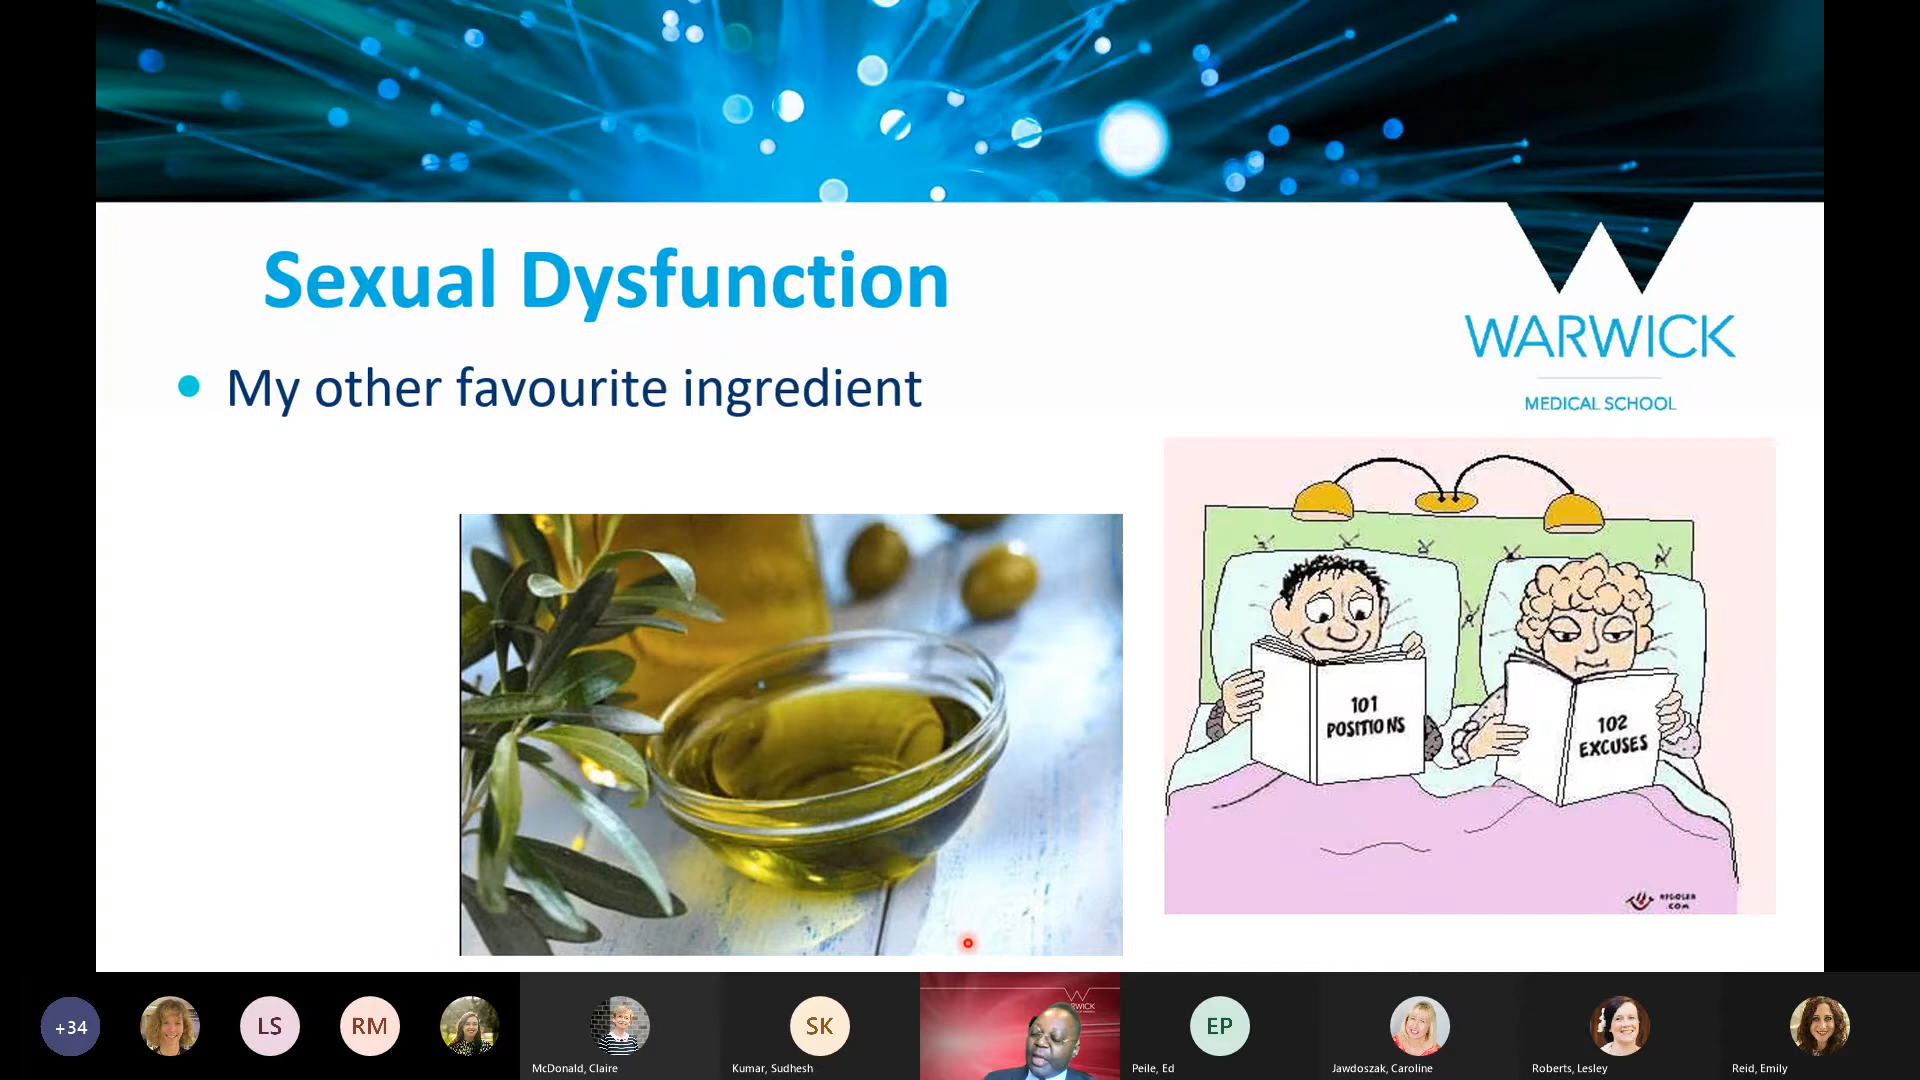 Sexual Dysfunction
My other favourite ingredient
WARWICK
MEDICAL SCHOOL
101
POSITIONS
102
EXCUSES
COM
+34
LS
RM
McDonald, Claire
SK
Kumar, Sudhesh
EP
Peile, Ed
Jawdoszak, Caroline
Roberts, Lesley
Reid, Emily